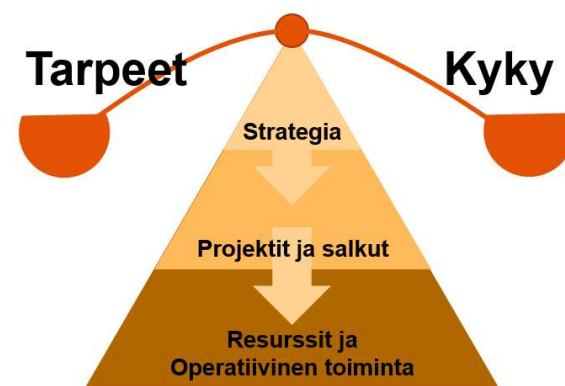 Tarpeet
Kyky
Strategia
Projektit ja salkut
Resurssit ja
Operatiivinen toiminta